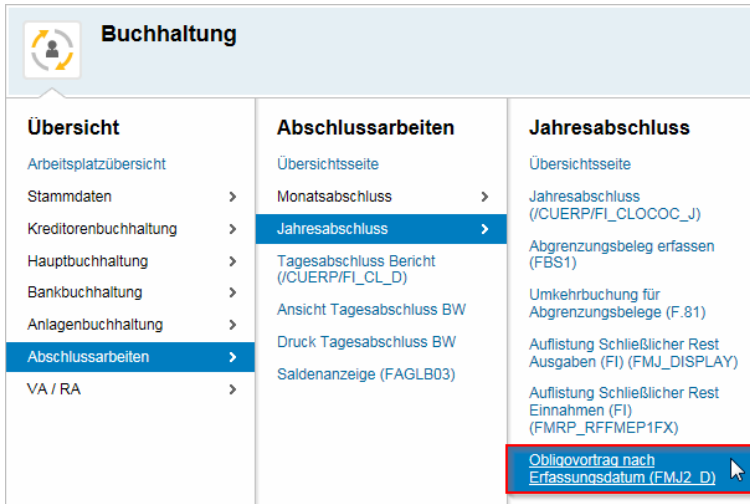 Buchhaltung
Übersicht
Arbeitsplatzübersicht
Stammdaten
Kreditorenbuchhaltung
Hauptbuchhaltung
Bankbuchhaltung
Anlagenbuchhaltung
Abschlussarbeiten
VA / RA
Abschlussarbeiten
Übersichtsseite
Monatsabschluss
Jahresabschluss
Tagesabschluss Bericht
(/CUERP/FI_CL_D)
Ansicht Tagesabschluss BW
Druck Tagesabschluss BW
Saldenanzeige (FAGLB03)
Jahresabschluss
Übersichtsseite
Jahresabschluss
(/CUERP/FI_CLOCOC_J)
Abgrenzungsbeleg erfassen
(FBS1)
Umkehrbuchung für
Abgrenzungsbelege (F.81)
Auflistung Schließlicher Rest
Ausgaben (FI) (FMJ_DISPLAY)
Auflistung Schließlicher Rest
Einnahmen (FI)
(FMRP_RFFMEP1FX)
Obligovortrag nach
Erfassungsdatum (FMJ2_D)